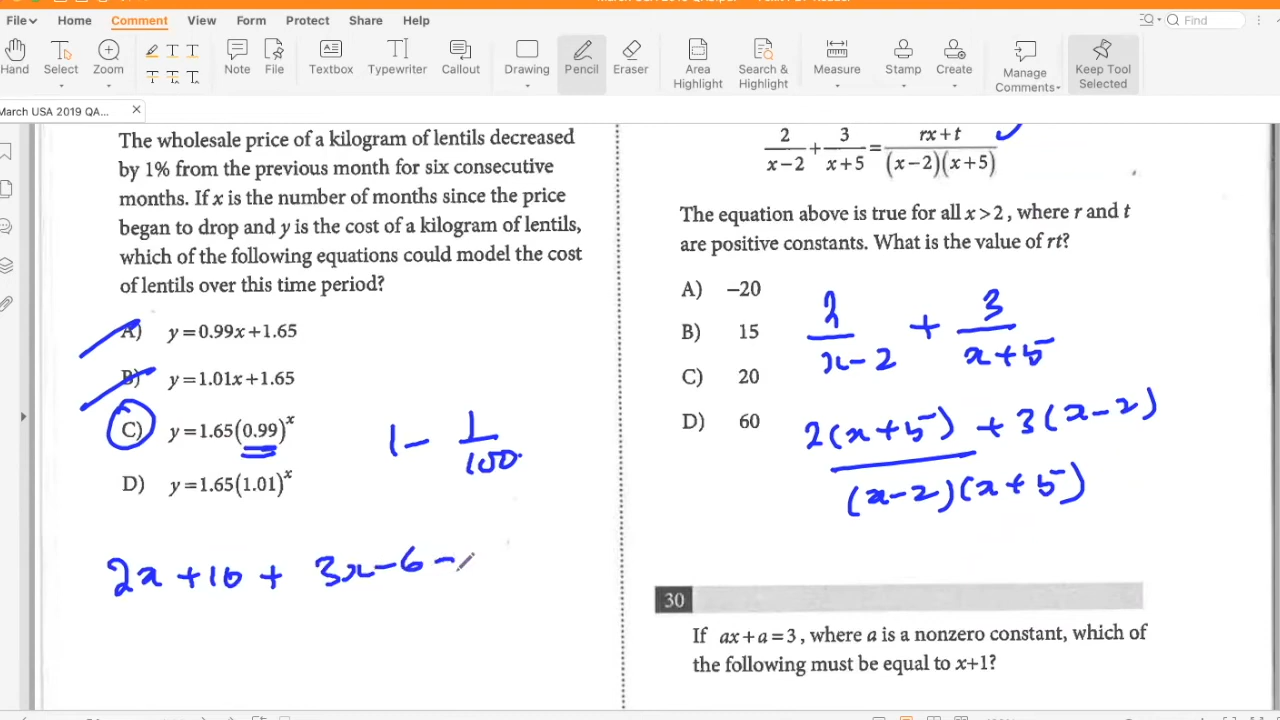 File Home Comment View Form Protect Share Help Find
Hand Select Zoom Note File Textbox Typewriter Callout Drawing Pencil Eraser Area Highlight Search & Highlight Measure Stamp Create Manage Comments Keep Tool Selected
March USA 2019 QA...
The wholesale price of a kilogram of lentils decreased
by 1% from the previous month for six consecutive
months. If x is the number of months since the price
began to drop and y is the cost of a kilogram of lentils,
which of the following equations could model the cost
of lentils over this time period?
A) y=0.99x+1.65
B) y=1.01x+1.65
C) y=1.65(0.99)^x
D) y=1.65(1.01)^x
1 - 1/100
2x + 10 + 3x - 6 -
2/(x-2) + 3/(x+5) = (rx+t)/((x-2)(x+5))
The equation above is true for all x>2, where r and t
are positive constants. What is the value of rt?
A) -20
B) 15
C) 20
D) 60
2/(x-2) + 3/(x+5)
2(x+5) + 3(x-2)
(x-2)(x+5)
30
If ax+a=3, where a is a nonzero constant, which of
the following must be equal to x+1?